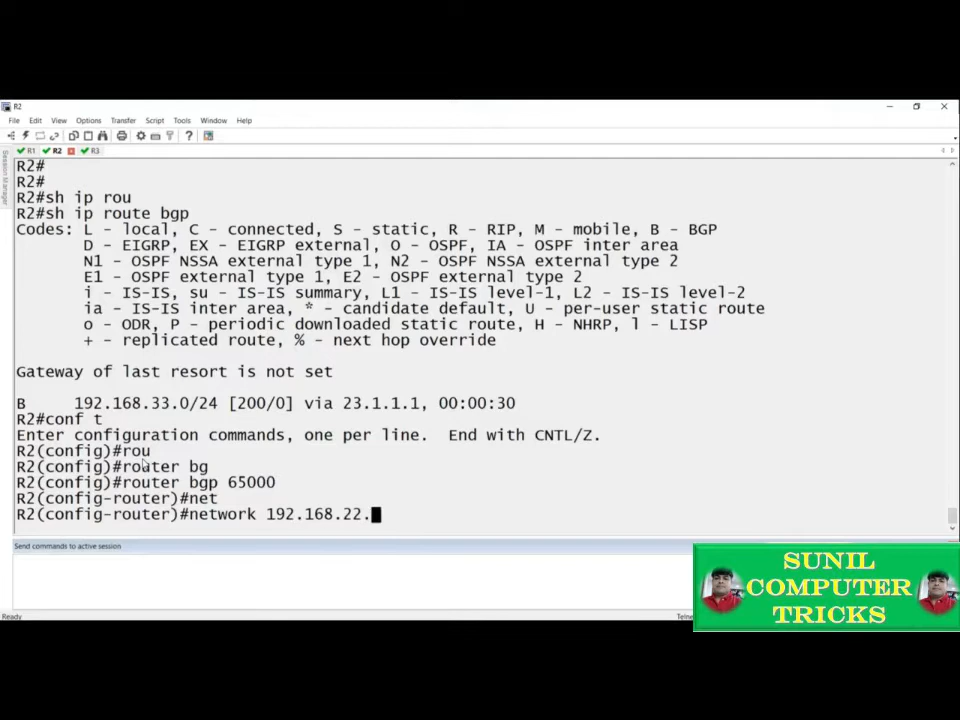 R2
File Edit View Options Transfer Script Tools Window Help
R1 R2 R3
Session Manager
R2#
R2#
R2#sh ip rou
R2#sh ip route bgp
Codes: L - local, C - connected, S - static, R - RIP, M - mobile, B - BGP
D - EIGRP, EX - EIGRP external, O - OSPF, IA - OSPF inter area
N1 - OSPF NSSA external type 1, N2 - OSPF NSSA external type 2
E1 - OSPF external type 1, E2 - OSPF external type 2
i - IS-IS, su - IS-IS summary, L1 - IS-IS level-1, L2 - IS-IS level-2
ia - IS-IS inter area, * - candidate default, U - per-user static route
o - ODR, P - periodic downloaded static route, H - NHRP, l - LISP
+ - replicated route, % - next hop override
Gateway of last resort is not set
B 192.168.33.0/24 [200/0] via 23.1.1.1, 00:00:30
R2#conf t
Enter configuration commands, one per line. End with CNTL/Z.
R2(config)#rou
R2(config)#router bg
R2(config)#router bgp 65000
R2(config-router)#net
R2(config-router)#network 192.168.22.
Send commands to active session
Ready Telne
SUNIL
COMPUTER
TRICKS